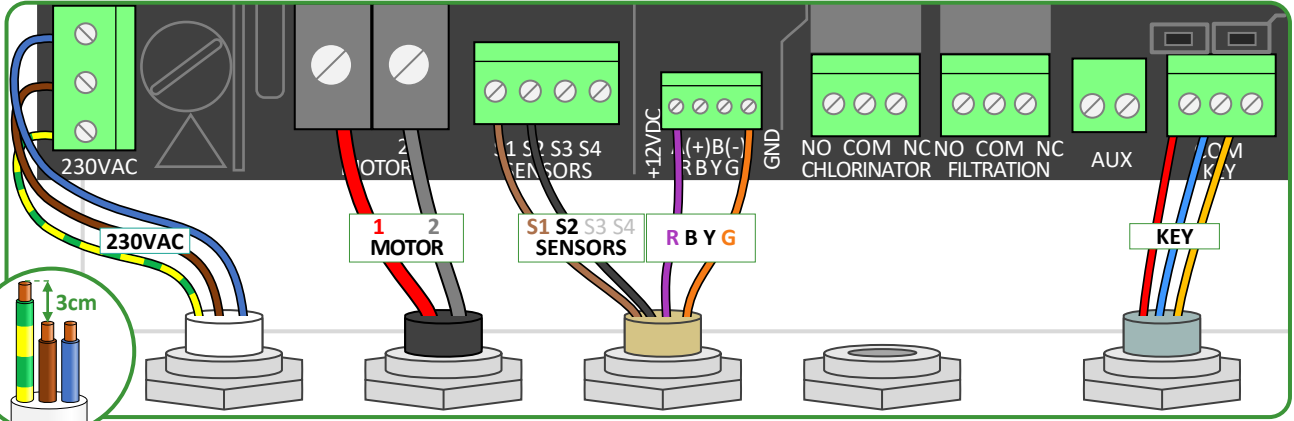 230VAC
2
MOTOR
S1 S2 S3 S4
SENSORS
+12VDC
A(+)B(-)
R B Y G
GND
NO COM NC
CHLORINATOR
NO COM NC
FILTRATION
AUX
COM
KEY
230VAC
1 2
MOTOR
S1 S2 S3 S4
SENSORS
R B Y G
KEY
3cm